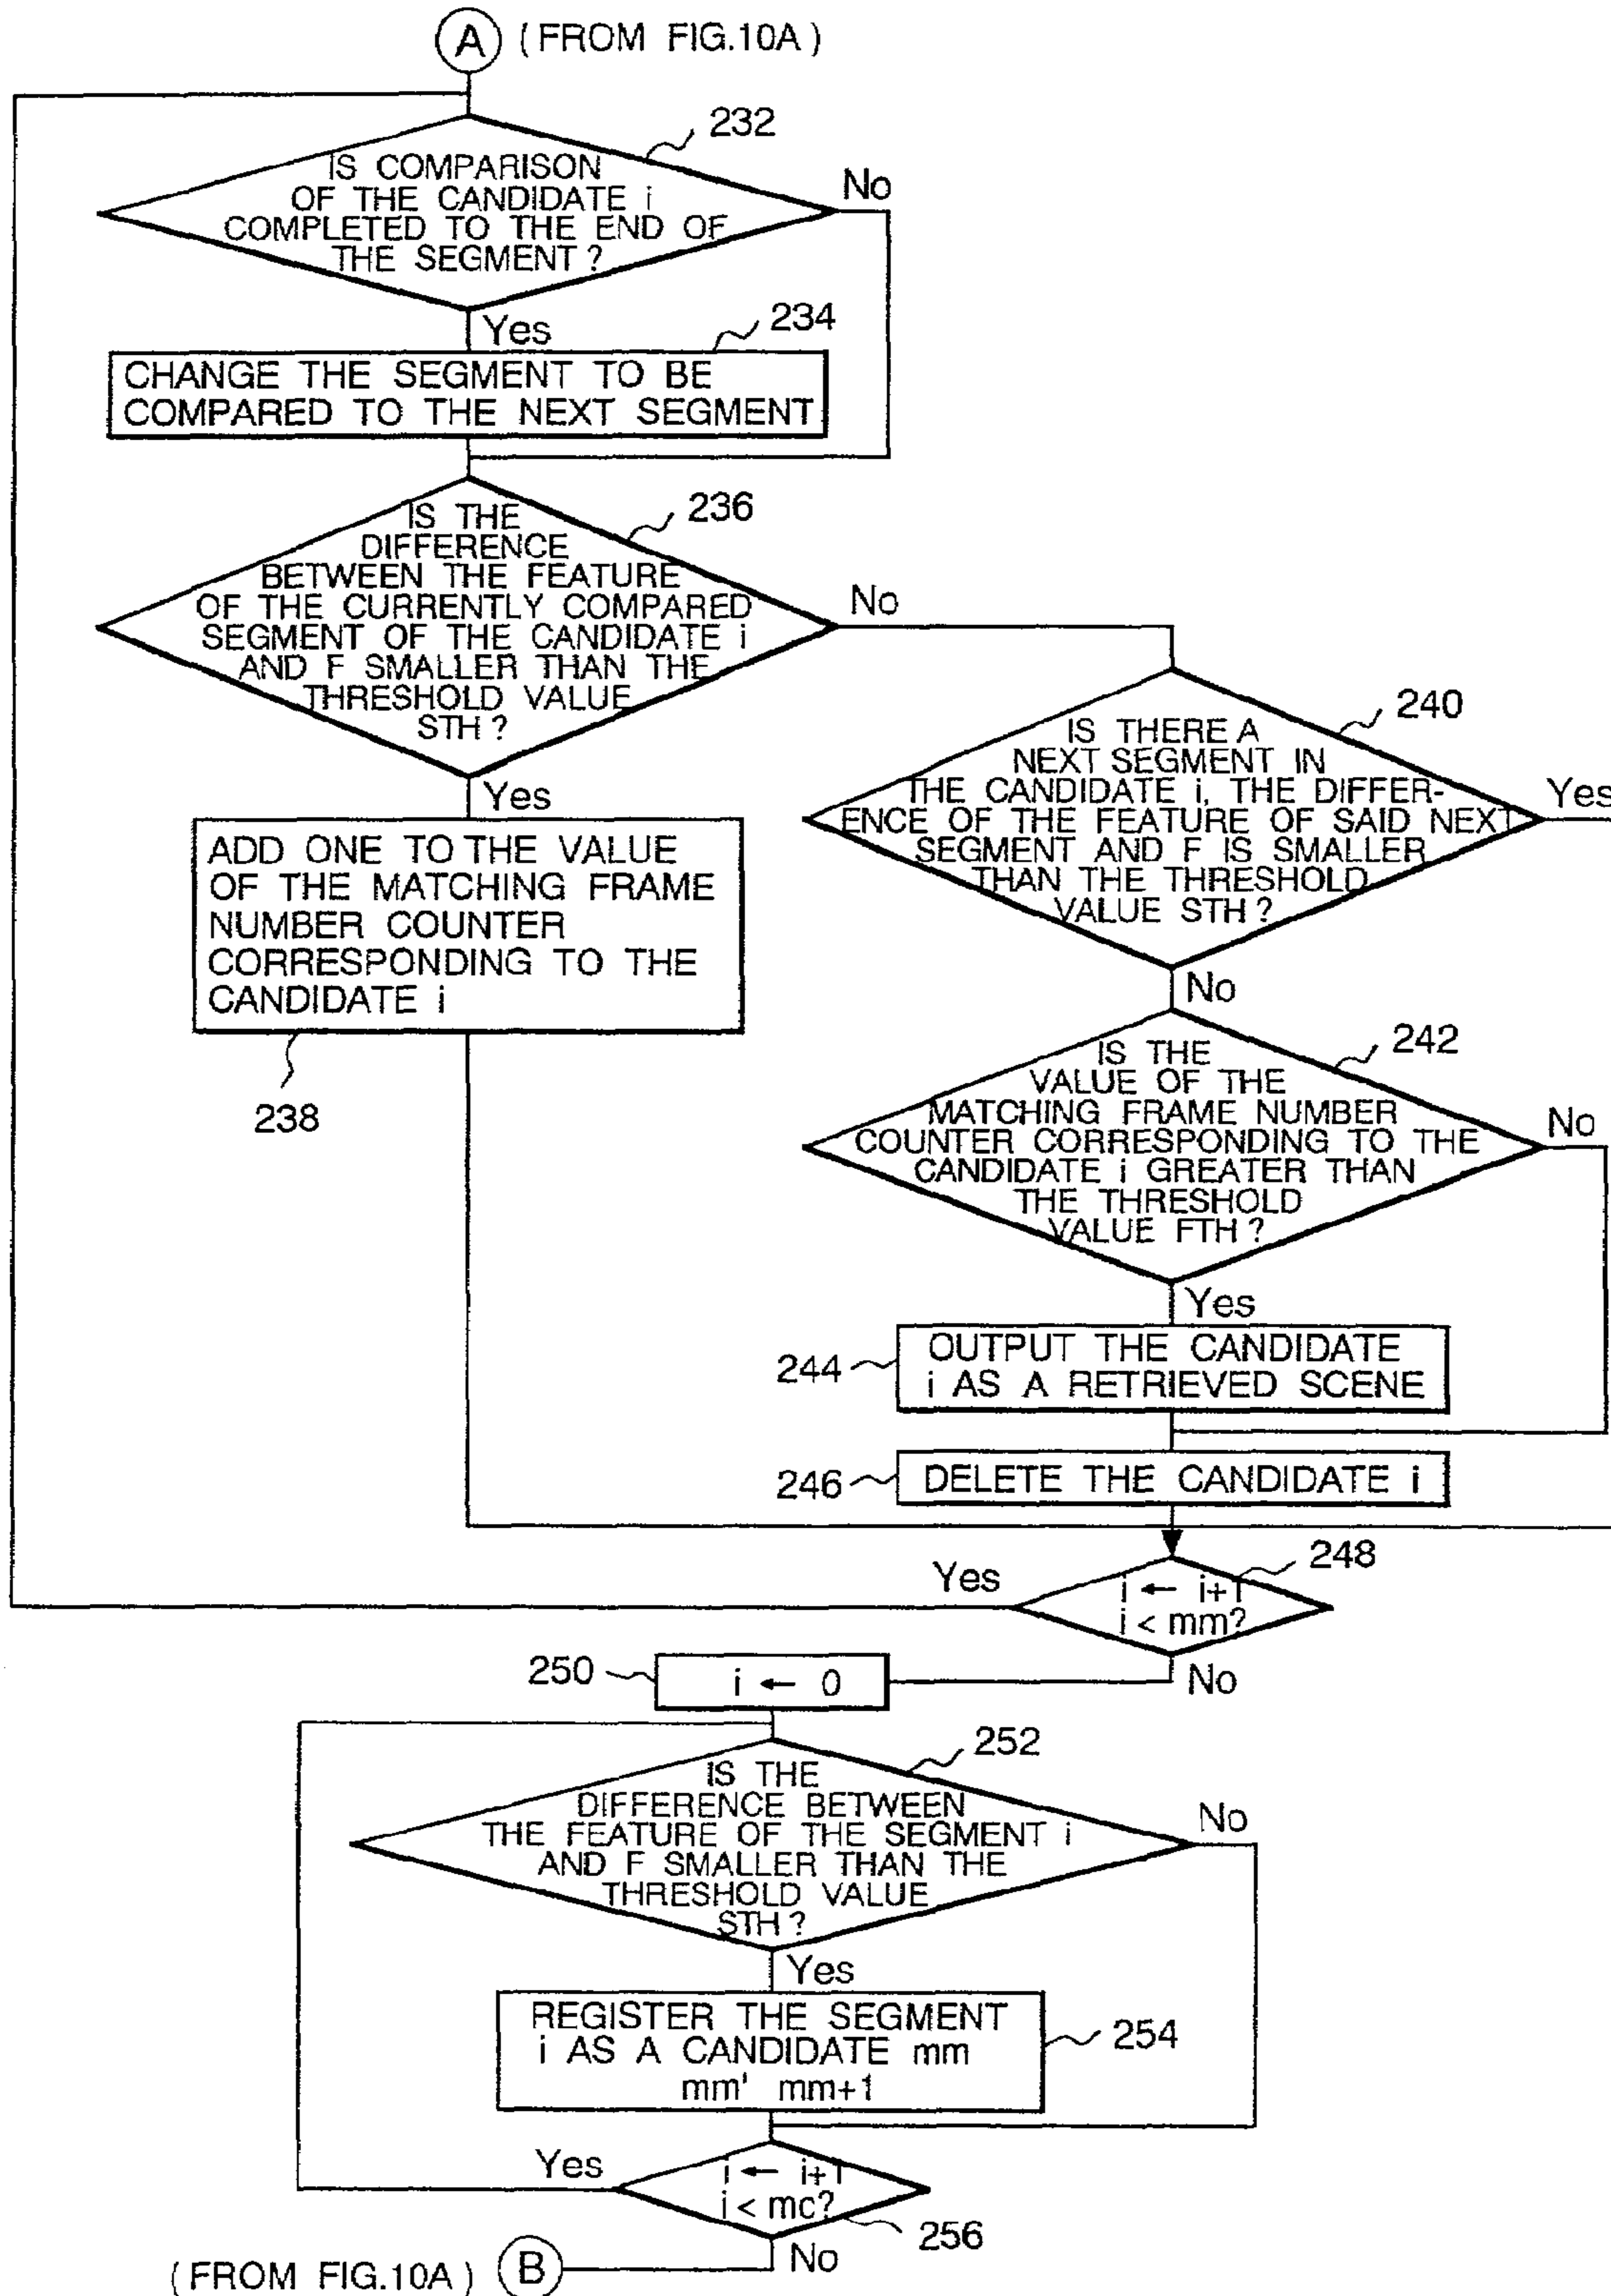 A (FROM FIG.10A)
232
IS COMPARISON
OF THE CANDIDATE i
COMPLETED TO THE END OF
THE SEGMENT?
No
Yes
234
CHANGE THE SEGMENT TO BE
COMPARED TO THE NEXT SEGMENT
236
IS THE
DIFFERENCE
BETWEEN THE FEATURE
OF THE CURRENTLY COMPARED
SEGMENT OF THE CANDIDATE i
AND F SMALLER THAN THE
THRESHOLD VALUE
STH?
No
Yes
ADD ONE TO THE VALUE
OF THE MATCHING FRAME
NUMBER COUNTER
CORRESPONDING TO THE
CANDIDATE i
238
240
IS THERE A
NEXT SEGMENT IN
THE CANDIDATE i, THE DIFFER-
ENCE OF THE FEATURE OF SAID NEXT
SEGMENT AND F IS SMALLER
THAN THE THRESHOLD
VALUE STH?
Yes
No
242
IS THE
VALUE OF THE
MATCHING FRAME NUMBER
COUNTER CORRESPONDING TO THE
CANDIDATE i GREATER THAN
THE THRESHOLD
VALUE FTH?
No
Yes
244
OUTPUT THE CANDIDATE
i AS A RETRIEVED SCENE
246
DELETE THE CANDIDATE i
248
i ← i+1
i < mm?
Yes
No
250
i ← 0
252
IS THE
DIFFERENCE BETWEEN
THE FEATURE OF THE SEGMENT i
AND F SMALLER THAN THE
THRESHOLD VALUE
STH?
No
Yes
REGISTER THE SEGMENT
i AS A CANDIDATE mm
mm' mm+1
254
Yes
i ← i+1
i < mc?
256
No
(FROM FIG.10A) B